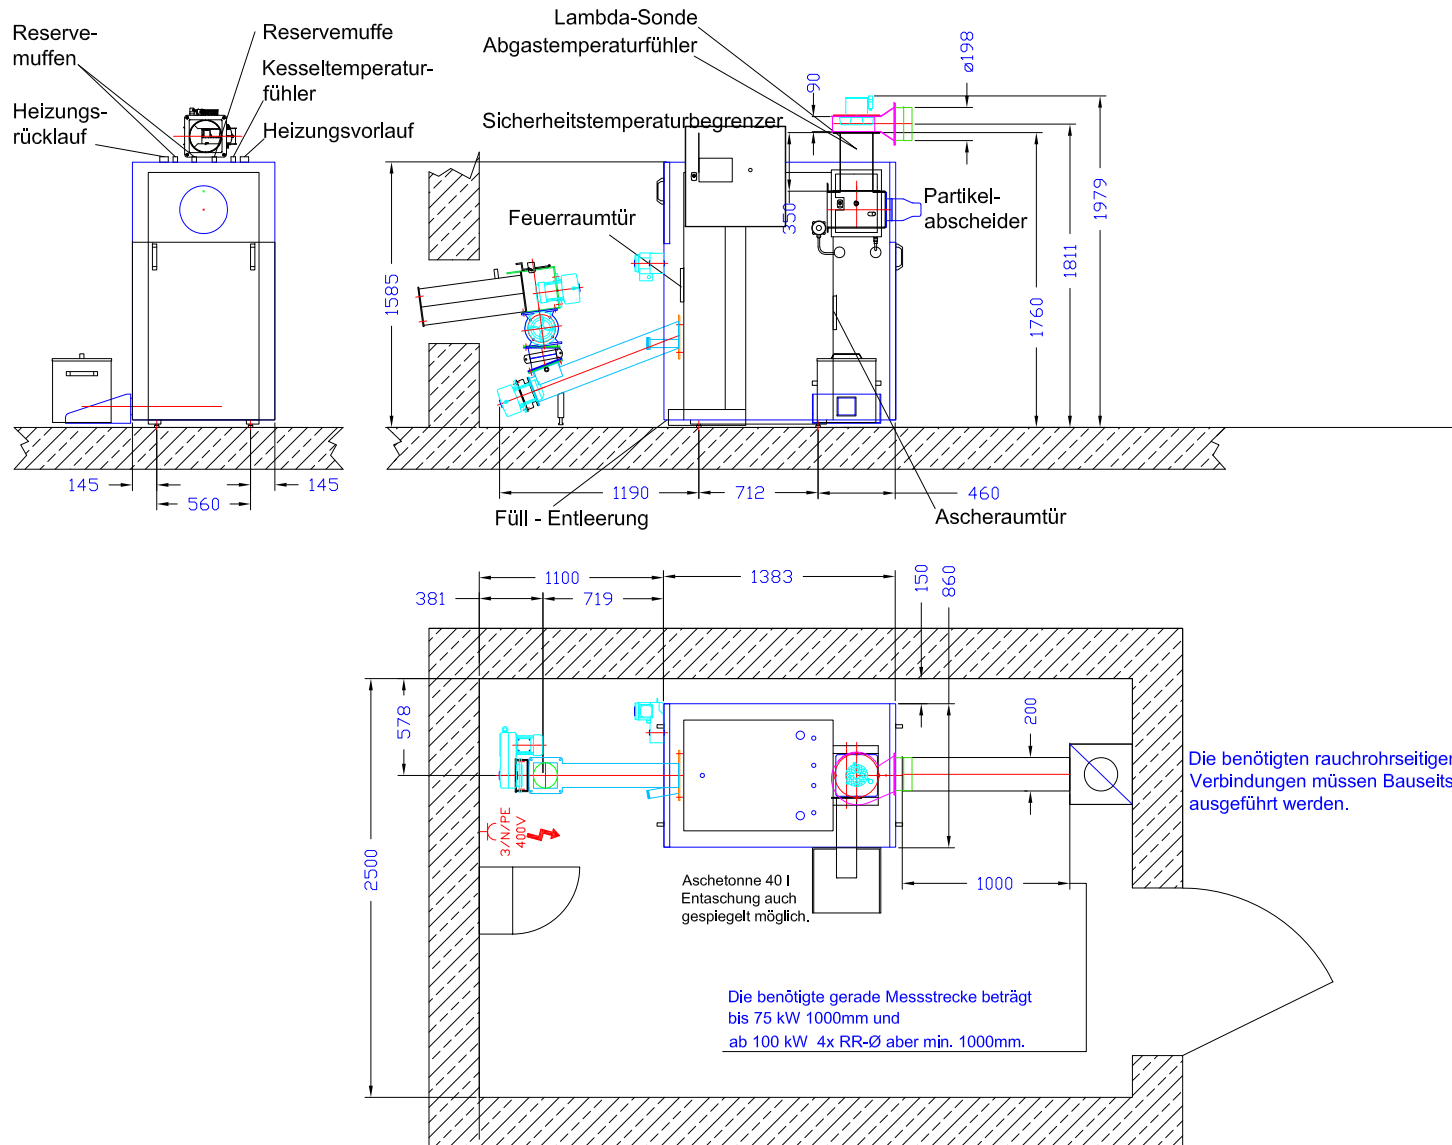 Reserve-
muffen
Heizungs-
rücklauf
Reservemuffe
Kesseltemperatur-
fühler
Heizungsvorlauf
145
560
145
Lambda-Sonde
Abgastemperaturfühler
Sicherheitstemperaturbegrenzer
Feuerraumtür
Partikel-
abscheider
90
ø198
350
1585
1760
1811
1979
1190
712
460
Füll - Entleerung
Ascheraumtür
1100
1383
381
719
150
860
578
2500
200
1000
3/N/PE
400V
Aschetonne 40 l
Entaschung auch
gespiegelt möglich.
Die benötigten rauchrohrseitigen
Verbindungen müssen Bauseits
ausgeführt werden.
Die benötigte gerade Messstrecke beträgt
bis 75 kW 1000mm und
ab 100 kW 4x RR-Ø aber min. 1000mm.